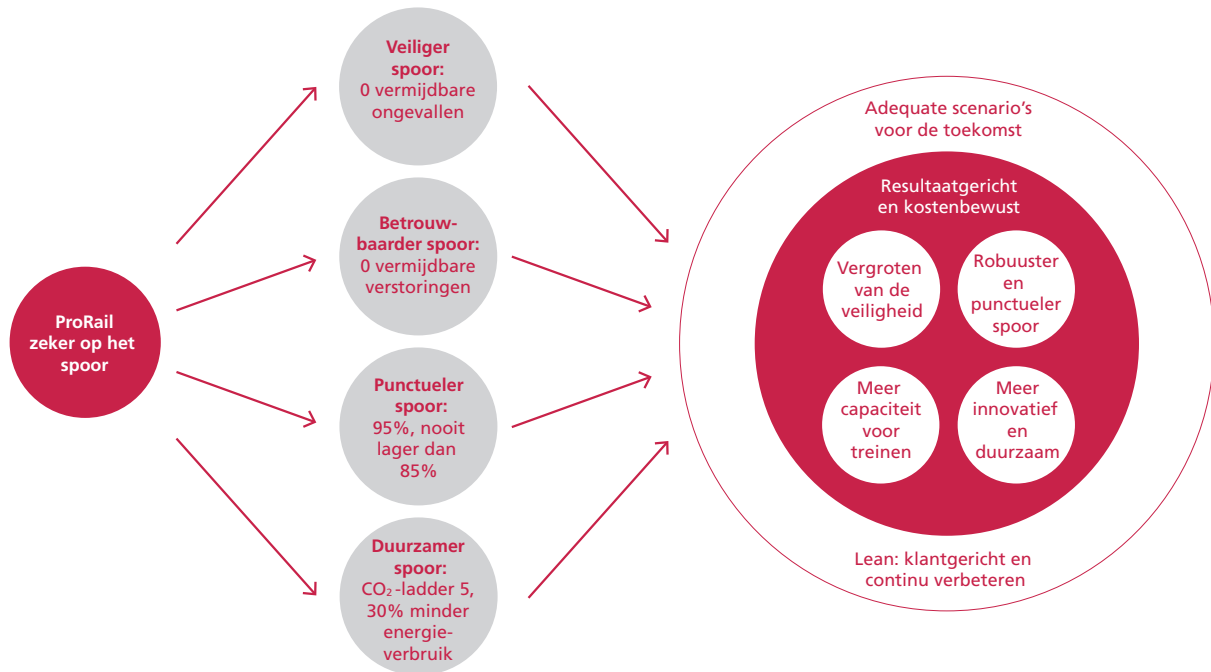 ProRail
zeker op het
spoor
Veiliger
spoor:
0 vermijdbare
ongevallen
Betrouw-
baarder spoor:
0 vermijdbare
verstoringen
Punctueler
spoor:
95%, nooit
lager dan
85%
Duurzamer
spoor:
CO₂-ladder 5,
30% minder
energie-
verbruik
Adequate scenario’s
voor de toekomst
Resultaatgericht
en kostenbewust
Vergroten
van de
veiligheid
Robuuster
en
punctueler
spoor
Meer
capaciteit
voor
treinen
Meer
innovatief
en
duurzaam
Lean: klantgericht en
continu verbeteren